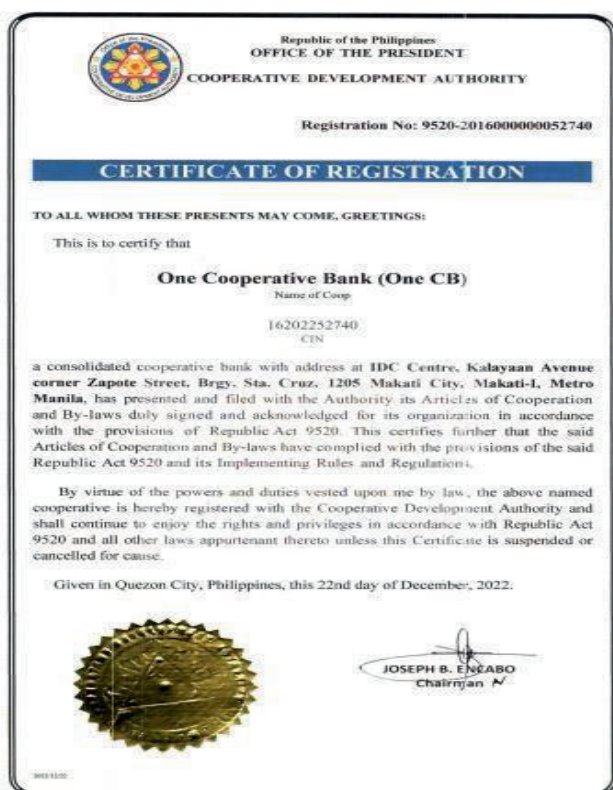 Republic of the Philippines
OFFICE OF THE PRESIDENT
COOPERATIVE DEVELOPMENT AUTHORITY
Registration No: 9520-2016000000052740
CERTIFICATE OF REGISTRATION
TO ALL WHOM THESE PRESENTS MAY COME, GREETINGS:
This is to certify that
One Cooperative Bank (One CB)
Name of Coop
16202252740
CIN
a consolidated cooperative bank with address at IDC Centre, Kalayaan Avenue
corner Zapote Street, Brgy. Sta. Cruz, 1205 Makati City, Makati-I, Metro
Manila, has presented and filed with the Authority its Articles of Cooperation
and By-laws duly signed and acknowledged for its organization in accordance
with the provisions of Republic Act 9520. This certifies further that the said
Articles of Cooperation and By-laws have complied with the provisions of the said
Republic Act 9520 and its Implementing Rules and Regulations.
By virtue of the powers and duties vested upon me by law, the above named
cooperative is hereby registered with the Cooperative Development Authority and
shall continue to enjoy the rights and privileges in accordance with Republic Act
9520 and all other laws appurtenant thereto unless this Certificate is suspended or
cancelled for cause.
Given in Quezon City, Philippines, this 22nd day of December, 2022.
JOSEPH B. ENCABO
Chairman